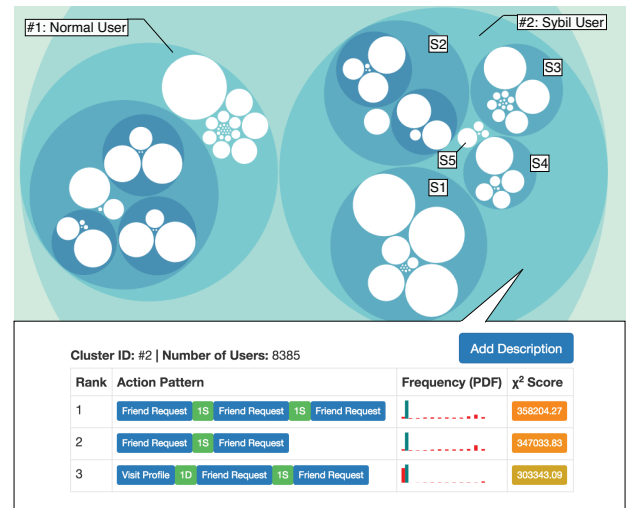 #1: Normal User
#2: Sybil User
S2
S3
S5
S4
S1
Add Description
Cluster ID: #2 | Number of Users: 8385
Rank Action Pattern Frequency (PDF) χ² Score
1 Friend Request 1S Friend Request 1S Friend Request 358204.27
2 Friend Request 1S Friend Request 347033.83
3 Visit Profile 1D Friend Request 1S Friend Request 303343.09